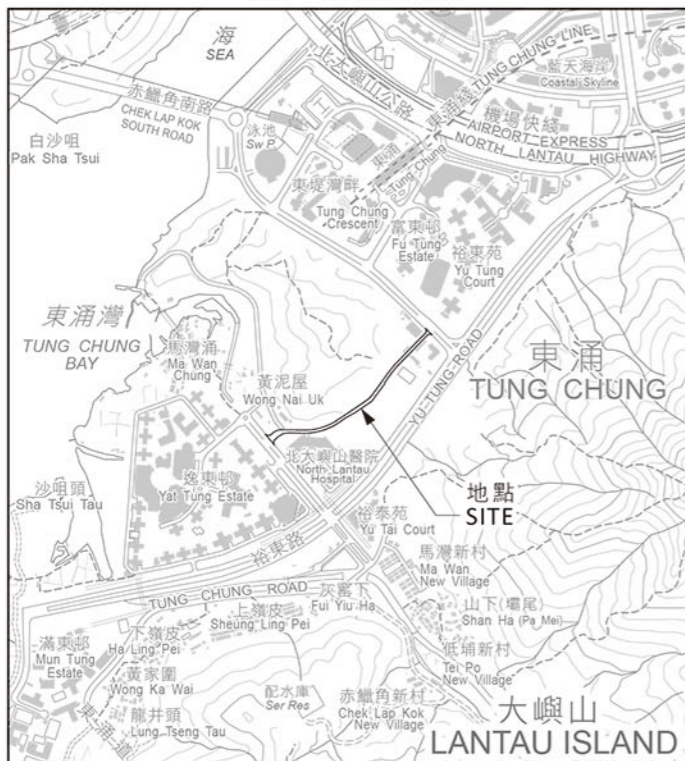 海
SEA
北大嶼山公路
東涌綫 TUNG CHUNG LINE
藍天海岸
Coastal Skyline
赤鱲角南路
CHEK LAP KOK
SOUTH ROAD
泳池
Sw P
機場快綫
AIRPORT EXPRESS
NORTH LANTAU HIGHWAY
白沙咀
Pak Sha Tsui
山
東涌
Tung Chung
東堤灣畔
Tung Chung
Crescent
富東邨
Fu Tung
Estate
裕東苑
Yu Tung
Court
東涌灣
TUNG CHUNG
BAY
馬灣涌
Ma Wan
Chung
黃泥屋
Wong Nai Uk
YU TUNG ROAD
東涌
TUNG CHUNG
北大嶼山醫院
North Lantau
Hospital
地點
SITE
沙咀頭
Sha Tsui Tau
逸東邨
Yat Tung Estate
裕泰苑
Yu Tai Court
裕東路
馬灣新村
Ma Wan
New Village
TUNG CHUNG ROAD
灰窰下
Fui Yiu Ha
上嶺皮
Sheung Ling Pei
山下(壩尾)
Shan Ha (Pa Mei)
滿東邨
Mun Tung
Estate
下嶺皮
Ha Ling Pei
低埔新村
Tei Po
New Village
黃家圍
Wong Ka Wai
配水庫
Ser Res
赤鱲角新村
Chek Lap Kok
New Village
東涌道
龍井頭
Lung Tseng Tau
大嶼山
LANTAU ISLAND